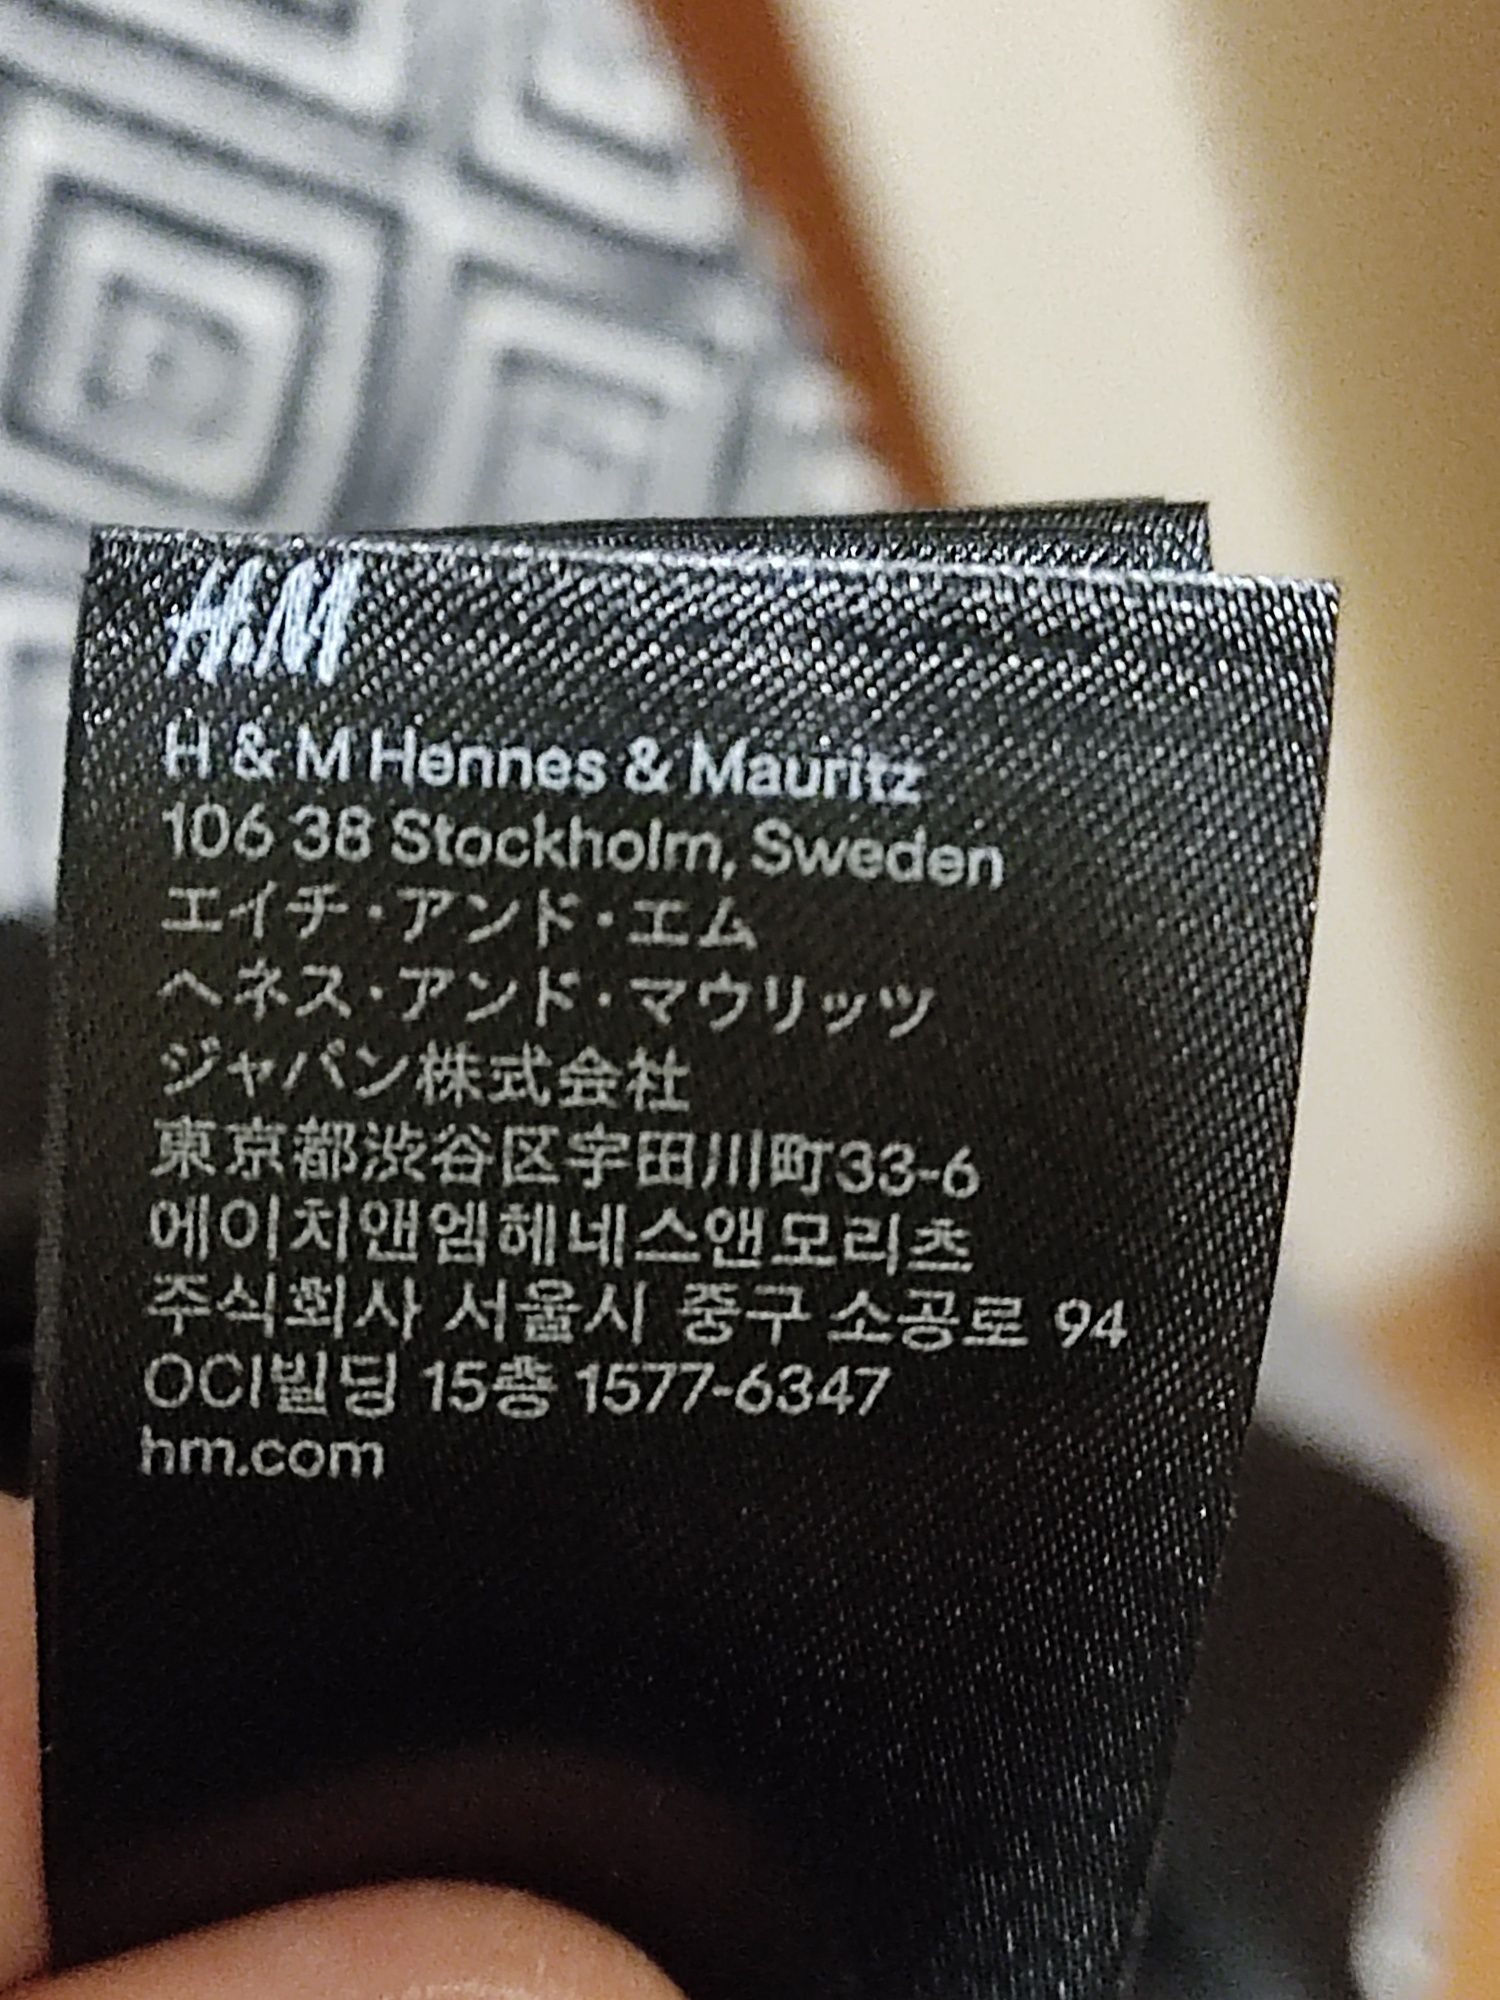 H&M
H & M Hennes & Mauritz
106 38 Stockholm, Sweden
エイチ・アンド・エム
ヘネス・アンド・マウリッツ
ジャパン株式会社
東京都渋谷区宇田川町33-6
에이치앤엠헤네스앤모리츠
주식회사 서울시 중구 소공로 94
OCI빌딩 15층 1577-6347
hm.com